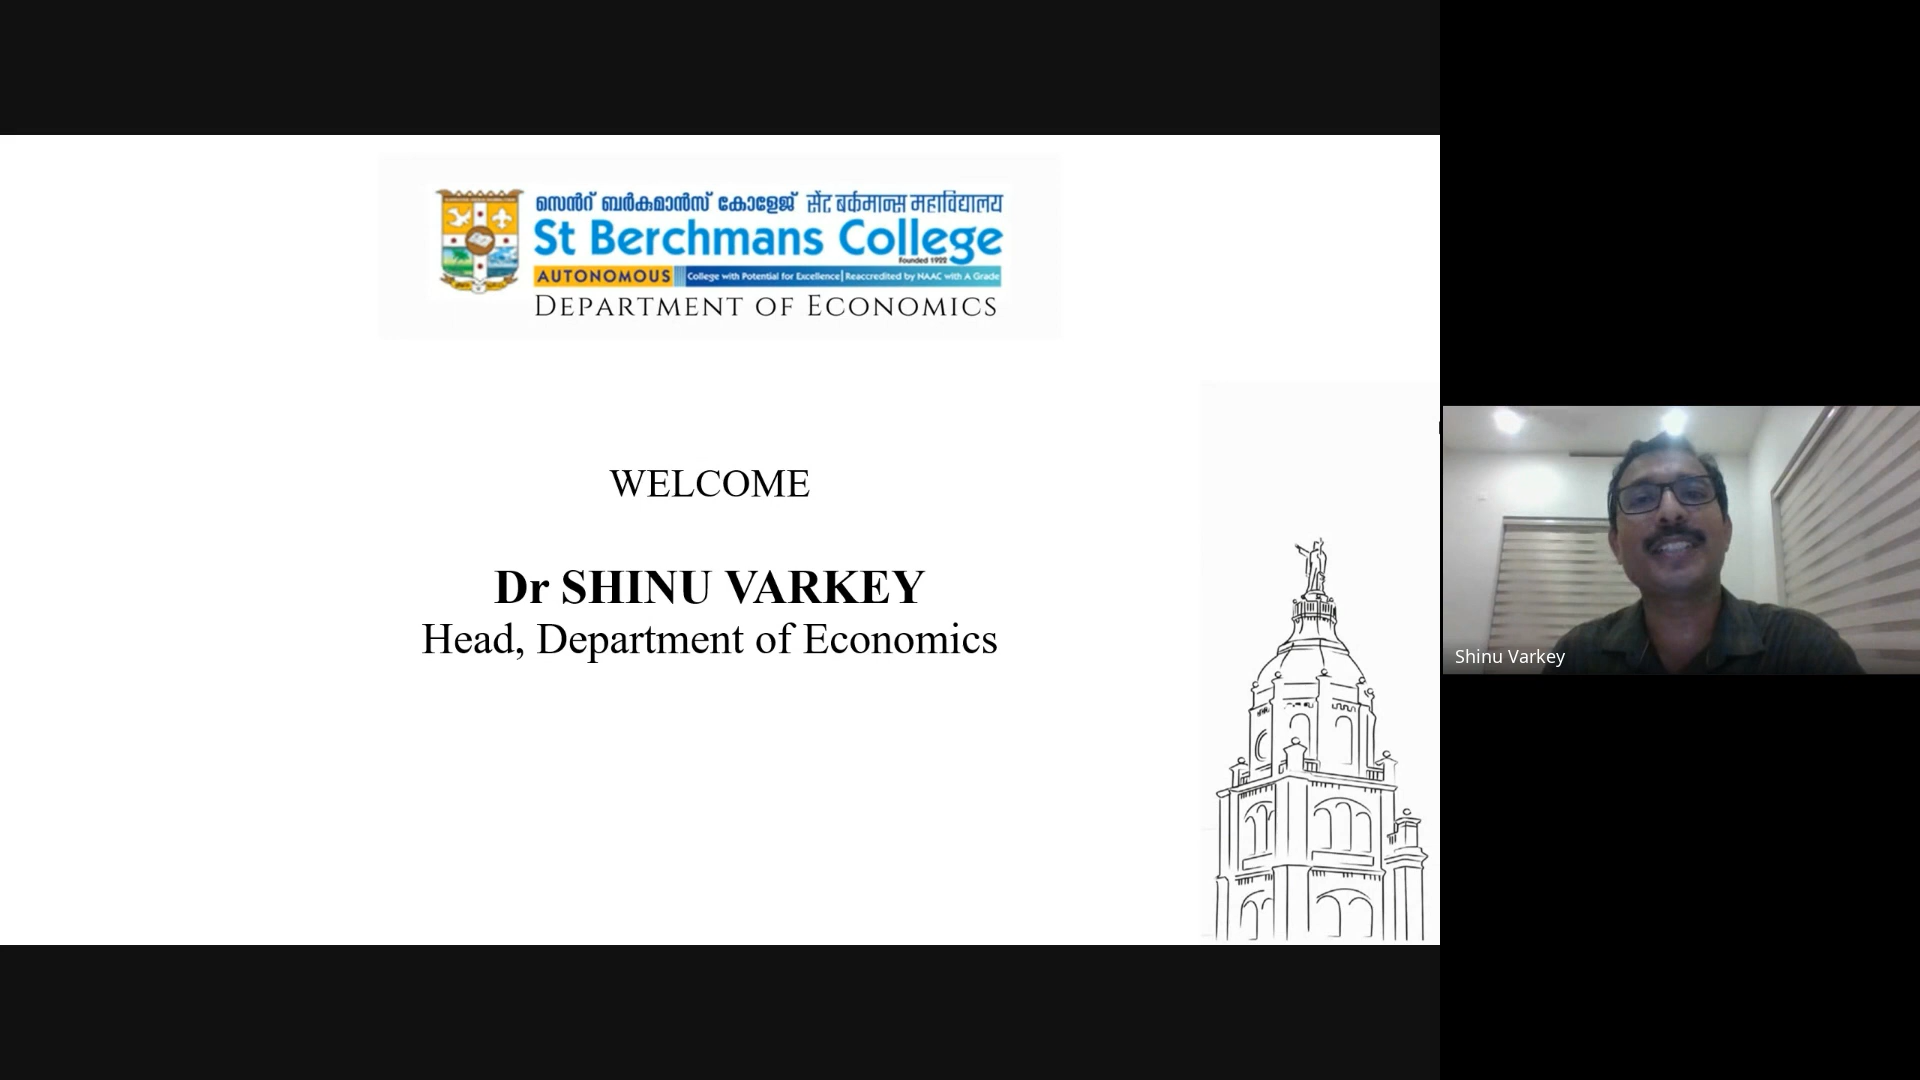 സെൻറ് ബർക്മാൻസ് കോളേജ് सेंट बर्कमान्स महाविद्यालय
St Berchmans College
Founded 1922
AUTONOMOUS College with Potential for Excellence | Reaccredited by NAAC with A Grade
DEPARTMENT OF ECONOMICS
WELCOME
Dr SHINU VARKEY
Head, Department of Economics
Shinu Varkey